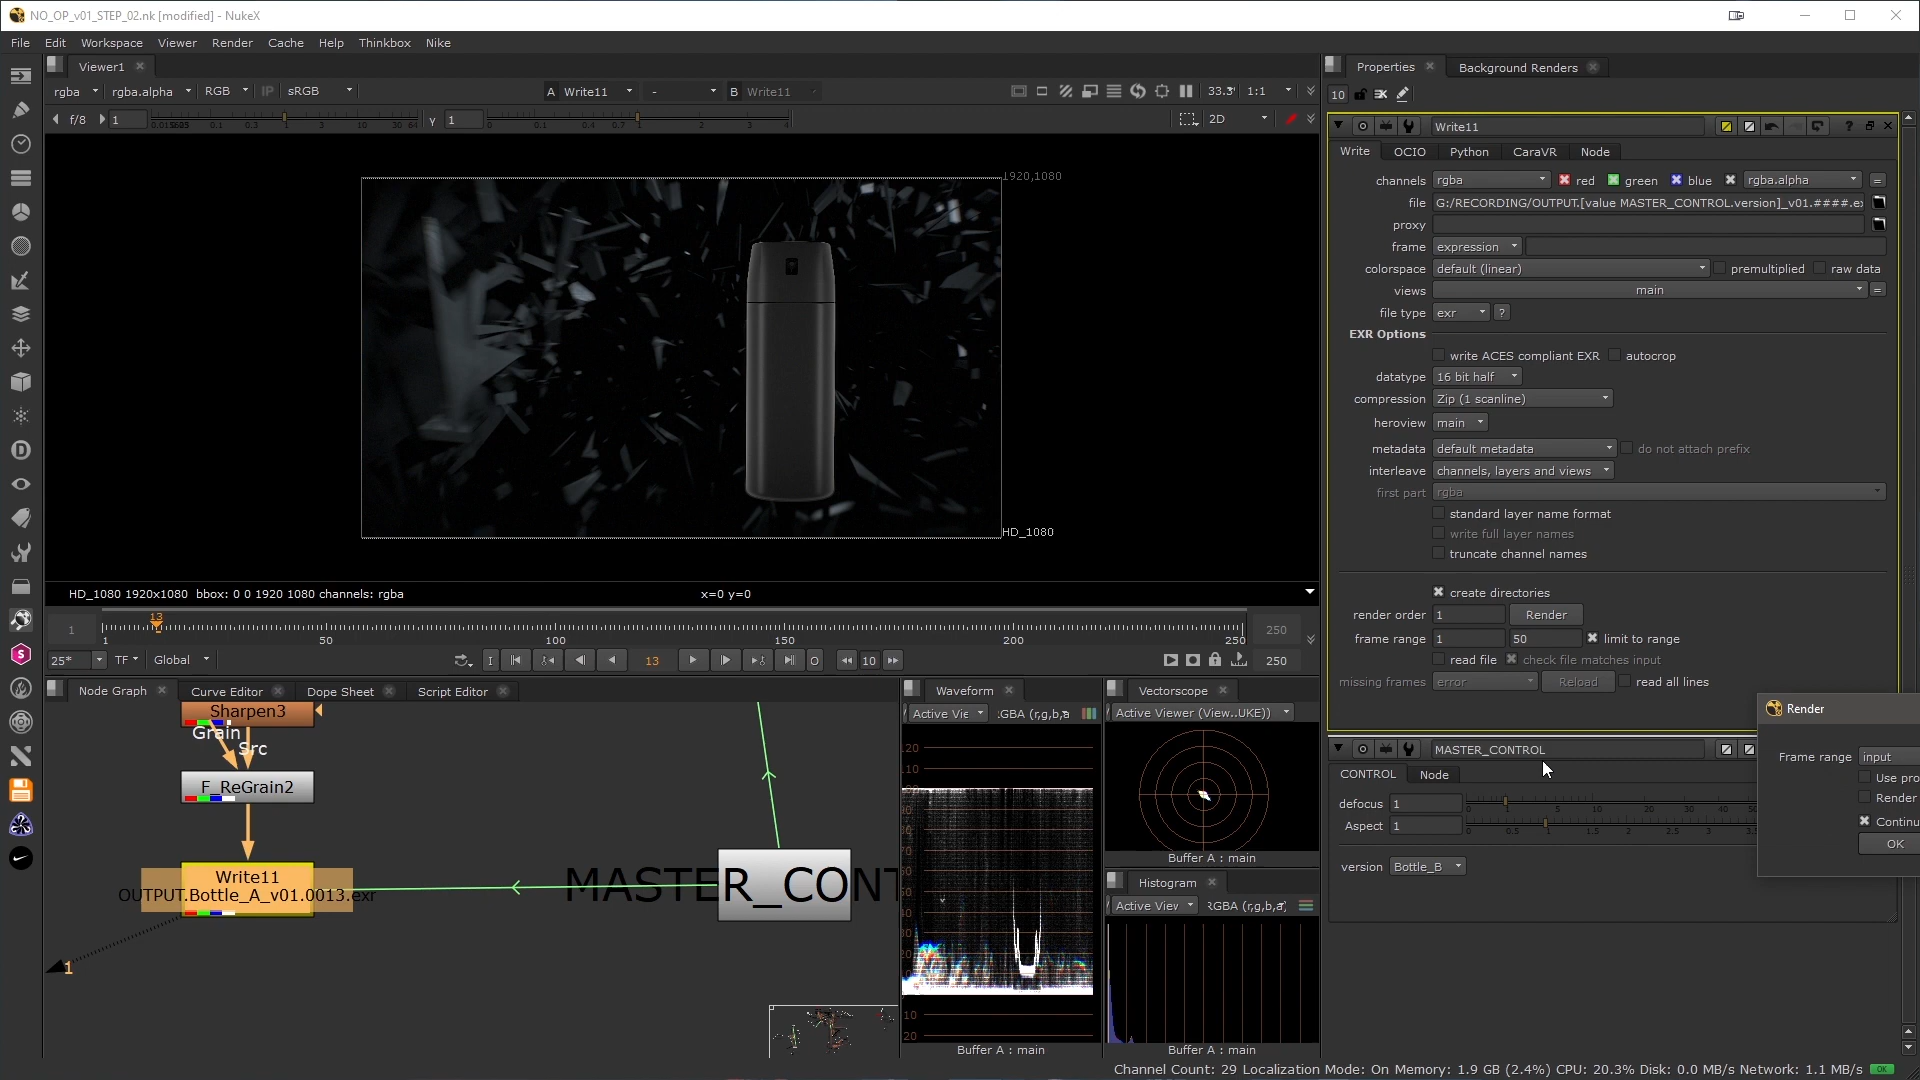 NO_OP_v01_STEP_02.nk [modified] - NukeX
File Edit Workspace Viewer Render Cache Help Thinkbox Nike
Viewer1
Properties
Background Renders
rgba rgba.alpha RGB IP sRGB A Write11 - B Write11 1:1
10
f/8 1 γ 1 2D
Write11
Write OCIO Python CaraVR Node
channels rgba red green blue rgba.alpha =
file G:/RECORDING/OUTPUT.[value MASTER_CONTROL.version]_v01.####.ex
proxy
frame expression
colorspace default (linear) premultiplied raw data
views main =
file type exr ?
EXR Options
write ACES compliant EXR autocrop
datatype 16 bit half
compression Zip (1 scanline)
heroview main
metadata default metadata do not attach prefix
interleave channels, layers and views
first part rgba
standard layer name format
write full layer names
truncate channel names
create directories
render order 1 Render
frame range 1 50 limit to range
read file check file matches input
missing frames error Reload read all lines
1920,1080
HD_1080
HD_1080 1920x1080 bbox: 0 0 1920 1080 channels: rgba x=0 y=0
13
1 1 50 100 150 200 250 250
25* TF Global I 13 O 10 250
Node Graph Curve Editor Dope Sheet Script Editor
Sharpen3
Grain
Src
F_ReGrain2
Write11
OUTPUT.Bottle_A_v01.0013.exr
1
MASTER_CONT
Waveform
Active Vie
Buffer A : main
Vectorscope
Active Viewer (View..UKE))
Buffer A : main
Histogram
Active View
Buffer A : main
MASTER_CONTROL
CONTROL Node
defocus 1
Aspect 1
version Bottle_B
Render
Frame range input
Use pro
Render
Continu
OK
Channel Count: 29 Localization Mode: On Memory: 1.9 GB (2.4%) CPU: 20.3% Disk: 0.0 MB/s Network: 1.1 MB/s OK